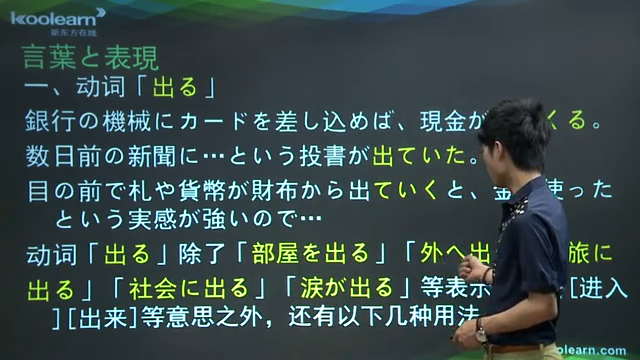 koolearn
新东方在线
言葉と表現
一、动词「出る」
銀行の機械にカードを差し込めば、現金が くる。
数日前の新聞に…という投書が出ていた。
目の前で札や貨幣が財布から出ていくと、金 使った
という実感が強いので…
动词「出る」除了「部屋を出る」「外へ出 旅に
出る」「社会に出る」「涙が出る」等表示 [进入
][出来]等意思之外，还有以下几种用法
olearn.com